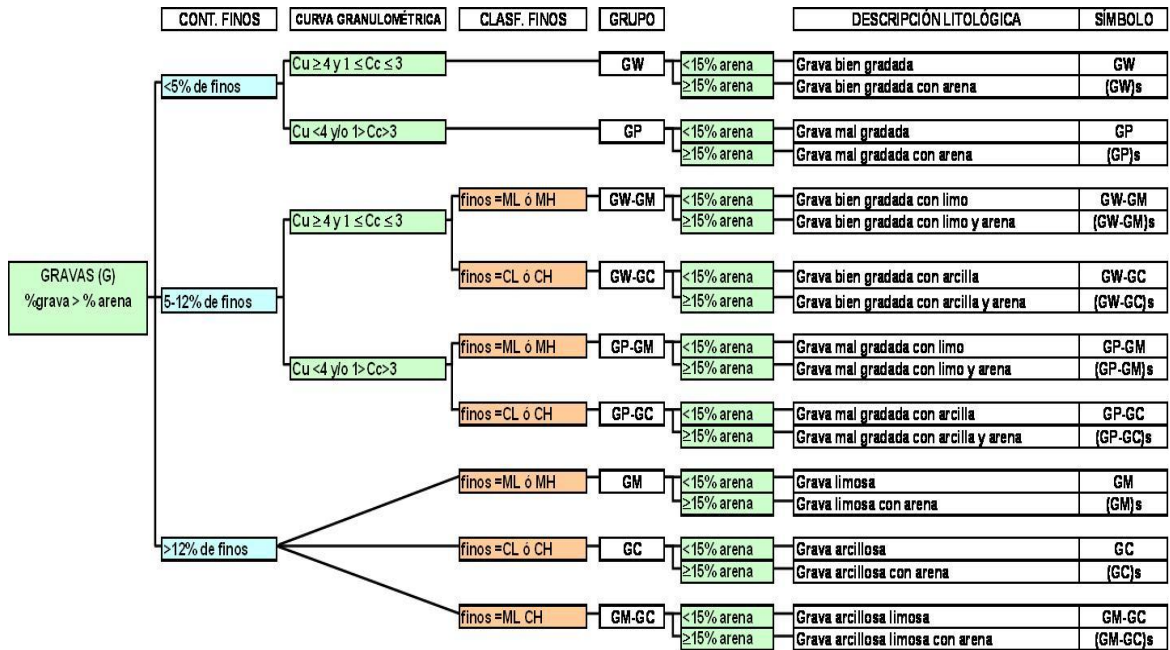 CONT. FINOS CURVA GRANULOMÉTRICA CLASF. FINOS GRUPO DESCRIPCIÓN LITOLÓGICA SÍMBOLO
Cu ≥ 4 y 1 ≤ Cc ≤ 3 GW <15% arena Grava bien gradada GW
<5% de finos ≥15% arena Grava bien gradada con arena (GW)s
Cu <4 y/o 1> Cc>3 GP <15% arena Grava mal gradada GP
≥15% arena Grava mal gradada con arena (GP)s
finos =ML ó MH GW-GM <15% arena Grava bien gradada con limo GW-GM
Cu ≥ 4 y 1 ≤ Cc ≤ 3 ≥15% arena Grava bien gradada con limo y arena (GW-GM)s
GRAVAS (G)
%grava > % arena
finos =CL ó CH GW-GC <15% arena Grava bien gradada con arcilla GW-GC
5-12% de finos ≥15% arena Grava bien gradada con arcilla y arena (GW-GC)s
finos =ML ó MH GP-GM <15% arena Grava mal gradada con limo GP-GM
Cu <4 y/o 1> Cc>3 ≥15% arena Grava mal gradada con limo y arena (GP-GM)s
finos =CL ó CH GP-GC <15% arena Grava mal gradada con arcilla GP-GC
≥15% arena Grava mal gradada con arcilla y arena (GP-GC)s
finos =ML ó MH GM <15% arena Grava limosa GM
≥15% arena Grava limosa con arena (GM)s
>12% de finos finos =CL ó CH GC <15% arena Grava arcillosa GC
≥15% arena Grava arcillosa con arena (GC)s
finos =ML CH GM-GC <15% arena Grava arcillosa limosa GM-GC
≥15% arena Grava arcillosa limosa con arena (GM-GC)s